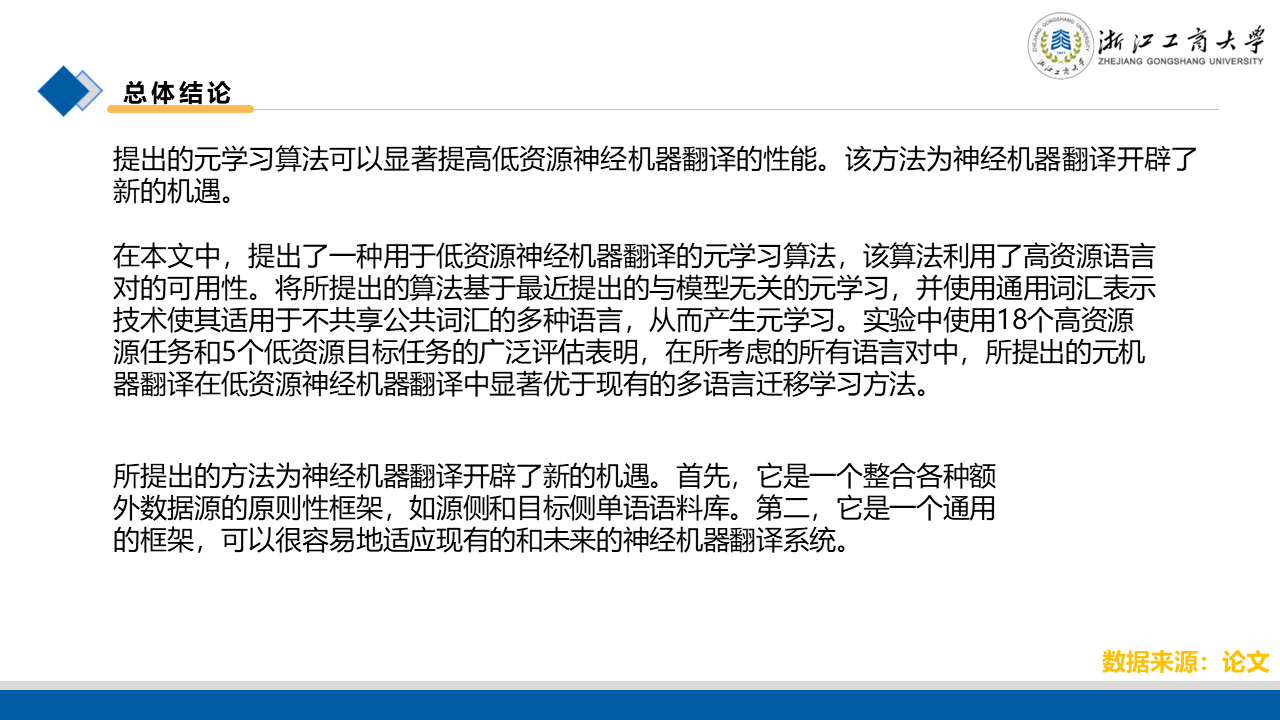 浙江工商大学
ZHEJIANG GONGSHANG UNIVERSITY
总体结论
提出的元学习算法可以显著提高低资源神经机器翻译的性能。该方法为神经机器翻译开辟了
新的机遇。
在本文中，提出了一种用于低资源神经机器翻译的元学习算法，该算法利用了高资源语言
对的可用性。将所提出的算法基于最近提出的与模型无关的元学习，并使用通用词汇表示
技术使其适用于不共享公共词汇的多种语言，从而产生元学习。实验中使用18个高资源
源任务和5个低资源目标任务的广泛评估表明，在所考虑的所有语言对中，所提出的元机
器翻译在低资源神经机器翻译中显著优于现有的多语言迁移学习方法。
所提出的方法为神经机器翻译开辟了新的机遇。首先，它是一个整合各种额
外数据源的原则性框架，如源侧和目标侧单语语料库。第二，它是一个通用
的框架，可以很容易地适应现有的和未来的神经机器翻译系统。
数据来源：论文